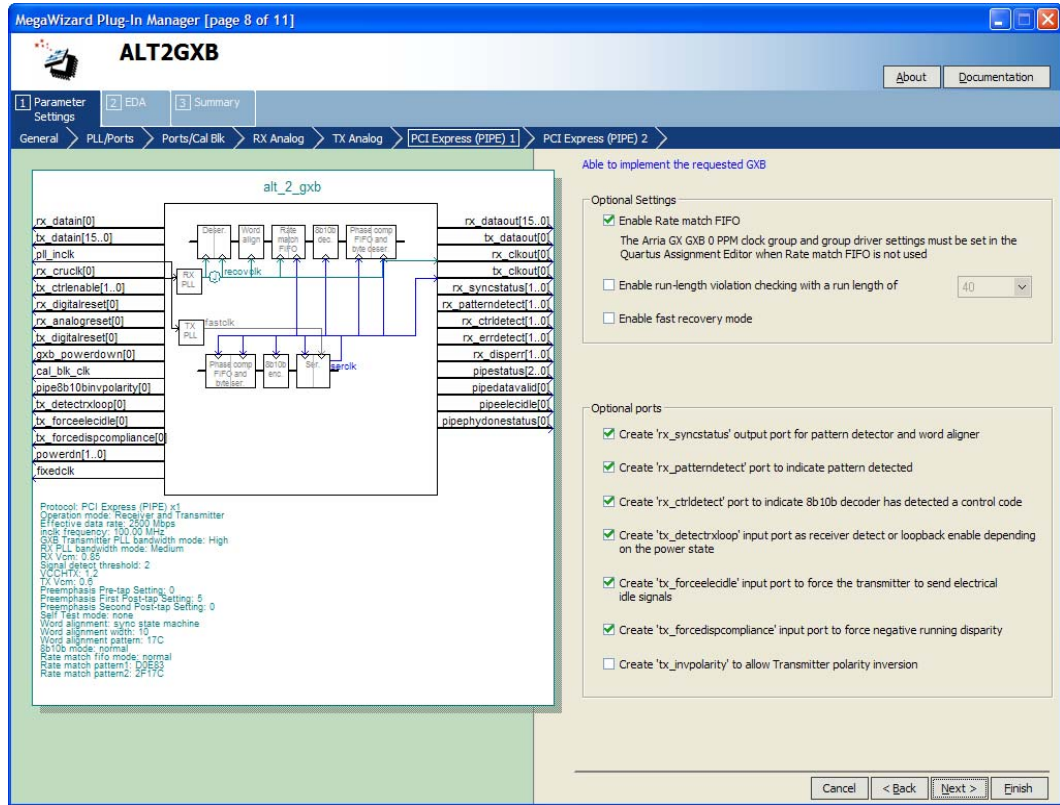 MegaWizard Plug-In Manager [page 8 of 11]
ALT2GXB
About
Documentation
1 Parameter Settings
2 EDA
3 Summary
General
PLL/Ports
Ports/Cal Blk
RX Analog
TX Analog
PCI Express (PIPE) 1
PCI Express (PIPE) 2
alt_2_gxb
rx_datain[0]
tx_datain[15..0]
pll_inclk
rx_cruclk[0]
tx_ctrlenable[1..0]
rx_digitalreset[0]
rx_analogreset[0]
tx_digitalreset[0]
gxb_powerdown[0]
cal_blk_clk
pipe8b10binvpolarity[0]
tx_detectrxloop[0]
tx_forceelecidle[0]
tx_forcedispcompliance[0]
powerdn[1..0]
fixedclk
Deser.
Word
align
Rate
match
FIFO
8b10b
dec.
Phase comp
FIFO and
byte deser.
RX
PLL
recovclk
TX
PLL
fastclk
Phase comp
FIFO and
byteser.
8b10b
enc.
Ser.
serclk
rx_dataout[15..0]
tx_dataout[0]
rx_clkout[0]
tx_clkout[0]
rx_syncstatus[1..0]
rx_patterndetect[1..0]
rx_ctrldetect[1..0]
rx_errdetect[1..0]
rx_disperr[1..0]
pipestatus[2..0]
pipedatavalid[0]
pipeelecidle[0]
pipephydonestatus[0]
Protocol: PCI Express (PIPE) x1
Operation mode: Receiver and Transmitter
Effective data rate: 2500 Mbps
inclk frequency: 100.00 MHz
GXB Transmitter PLL bandwidth mode: High
RX PLL bandwidth mode: Medium
RX Vcm: 0.85
Signal detect threshold: 2
VCCHTX: 1.2
TX Vcm: 0.6
Preemphasis Pre-tap Setting: 0
Preemphasis First Post-tap Setting: 5
Preemphasis Second Post-tap Setting: 0
Self Test mode: none
Word alignment: sync state machine
Word alignment width: 10
Word alignment pattern: 17C
8b10b mode: normal
Rate match fifo mode: normal
Rate match pattern1: D0E83
Rate match pattern2: 2F17C
Able to implement the requested GXB
Optional Settings
Enable Rate match FIFO
The Arria GX GXB 0 PPM clock group and group driver settings must be set in the
Quartus Assignment Editor when Rate match FIFO is not used
Enable run-length violation checking with a run length of 40
Enable fast recovery mode
Optional ports
Create 'rx_syncstatus' output port for pattern detector and word aligner
Create 'rx_patterndetect' port to indicate pattern detected
Create 'rx_ctrldetect' port to indicate 8b10b decoder has detected a control code
Create 'tx_detectrxloop' input port as receiver detect or loopback enable depending
on the power state
Create 'tx_forceelecidle' input port to force the transmitter to send electrical
idle signals
Create 'tx_forcedispcompliance' input port to force negative running disparity
Create 'tx_invpolarity' to allow Transmitter polarity inversion
Cancel
< Back
Next >
Finish